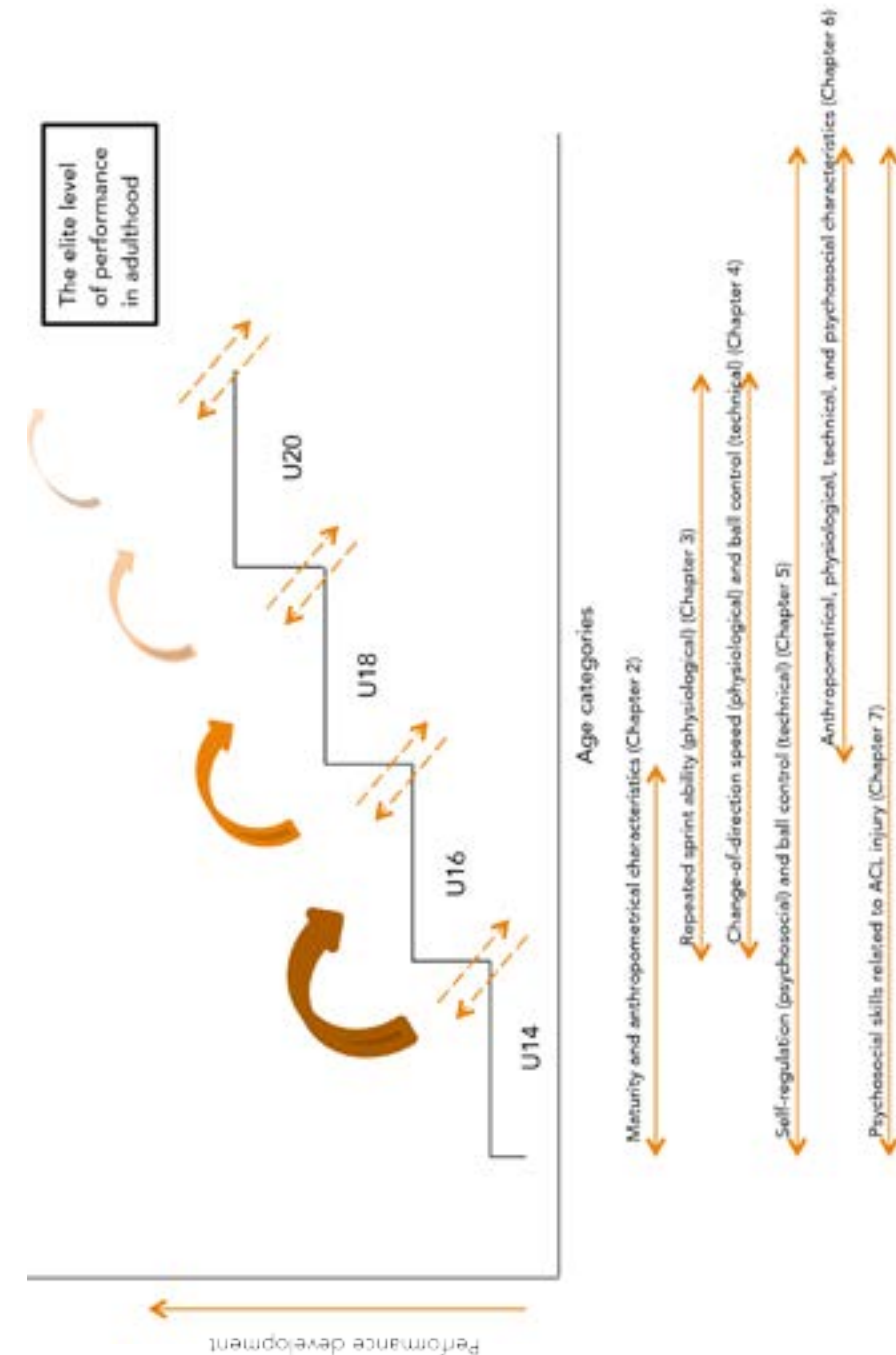 The elite level
of performance
in adulthood
U20
U18
U16
U14
Performance development
Age categories
Maturity and anthropometrical characteristics (Chapter 2)
Repeated sprint ability (physiological) (Chapter 3)
Change-of-direction speed (physiological) and ball control (technical) (Chapter 4)
Self-regulation (psychosocial) and ball control (technical) (Chapter 5)
Anthropometrical, physiological, technical, and psychosocial characteristics (Chapter 6)
Psychosocial skills related to ACL injury (Chapter 7)